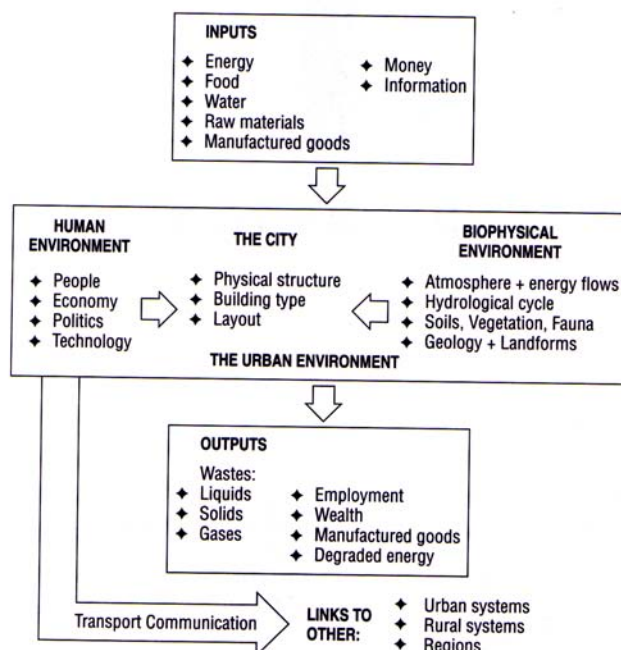 INPUTS
✦ Energy
✦ Food
✦ Water
✦ Raw materials
✦ Manufactured goods
✦ Money
✦ Information
HUMAN
ENVIRONMENT
✦ People
✦ Economy
✦ Politics
✦ Technology
THE CITY
✦ Physical structure
✦ Building type
✦ Layout
BIOPHYSICAL
ENVIRONMENT
✦ Atmosphere + energy flows
✦ Hydrological cycle
✦ Soils, Vegetation, Fauna
✦ Geology + Landforms
THE URBAN ENVIRONMENT
OUTPUTS
Wastes:
✦ Liquids
✦ Solids
✦ Gases
✦ Employment
✦ Wealth
✦ Manufactured goods
✦ Degraded energy
Transport Communication
LINKS TO
OTHER:
✦ Urban systems
✦ Rural systems
✦ Regions